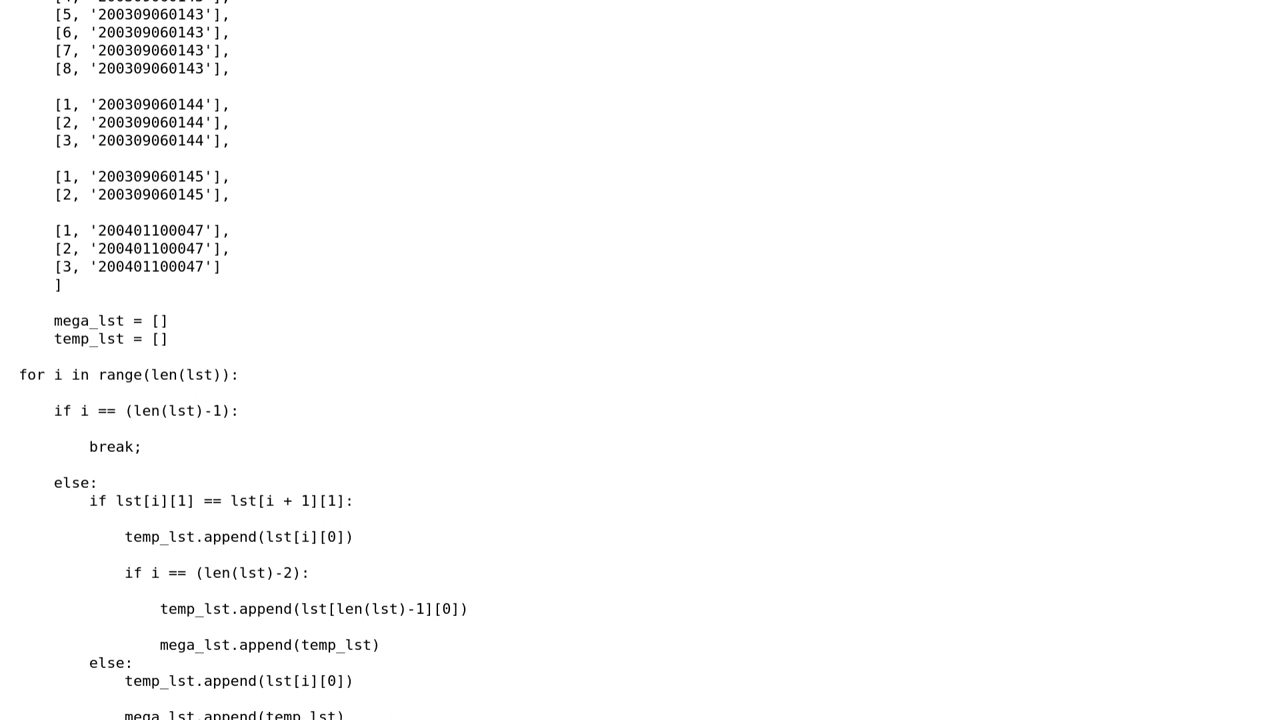 [5, '200309060143'],
[6, '200309060143'],
[7, '200309060143'],
[8, '200309060143'],
[1, '200309060144'],
[2, '200309060144'],
[3, '200309060144'],
[1, '200309060145'],
[2, '200309060145'],
[1, '200401100047'],
[2, '200401100047'],
[3, '200401100047']
]
mega_lst = []
temp_lst = []
for i in range(len(lst)):
if i == (len(lst)-1):
break;
else:
if lst[i][1] == lst[i + 1][1]:
temp_lst.append(lst[i][0])
if i == (len(lst)-2):
temp_lst.append(lst[len(lst)-1][0])
mega_lst.append(temp_lst)
else:
temp_lst.append(lst[i][0])
mega_lst.append(temp_lst)